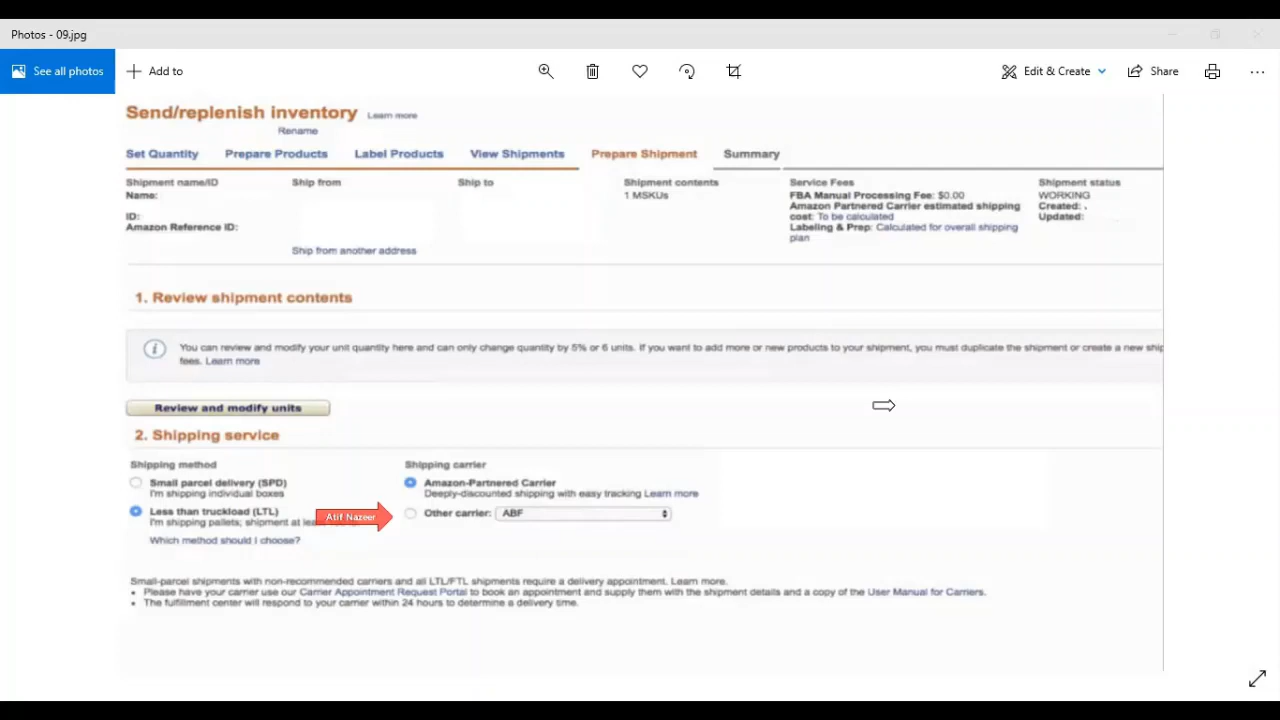 Photos - 09.jpg
See all photos
Add to
Edit & Create
Share
Send/replenish inventory Learn more
Rename
Set Quantity Prepare Products Label Products View Shipments Prepare Shipment Summary
Shipment name/ID Ship from Ship to Shipment contents Service Fees Shipment status
Name: 1 MSKUs FBA Manual Processing Fee: $0.00 WORKING
Amazon Partnered Carrier estimated shipping Created: .
ID: cost: To be calculated Updated:
Amazon Reference ID: Labeling & Prep: Calculated for overall shipping
plan
Ship from another address
1. Review shipment contents
You can review and modify your unit quantity here and can only change quantity by 5% or 6 units. If you want to add more or new products to your shipment, you must duplicate the shipment or create a new ship
fees. Learn more
Review and modify units
2. Shipping service
Shipping method Shipping carrier
Small parcel delivery (SPD) Amazon-Partnered Carrier
I'm shipping individual boxes Deeply-discounted shipping with easy tracking Learn more
Less than truckload (LTL) Atif Nazeer Other carrier: ABF
I'm shipping pallets; shipment at
Which method should I choose?
Small-parcel shipments with non-recommended carriers and all LTL/FTL shipments require a delivery appointment. Learn more.
• Please have your carrier use our Carrier Appointment Request Portal to book an appointment and supply them with the shipment details and a copy of the User Manual for Carriers.
• The fulfillment center will respond to your carrier within 24 hours to determine a delivery time.